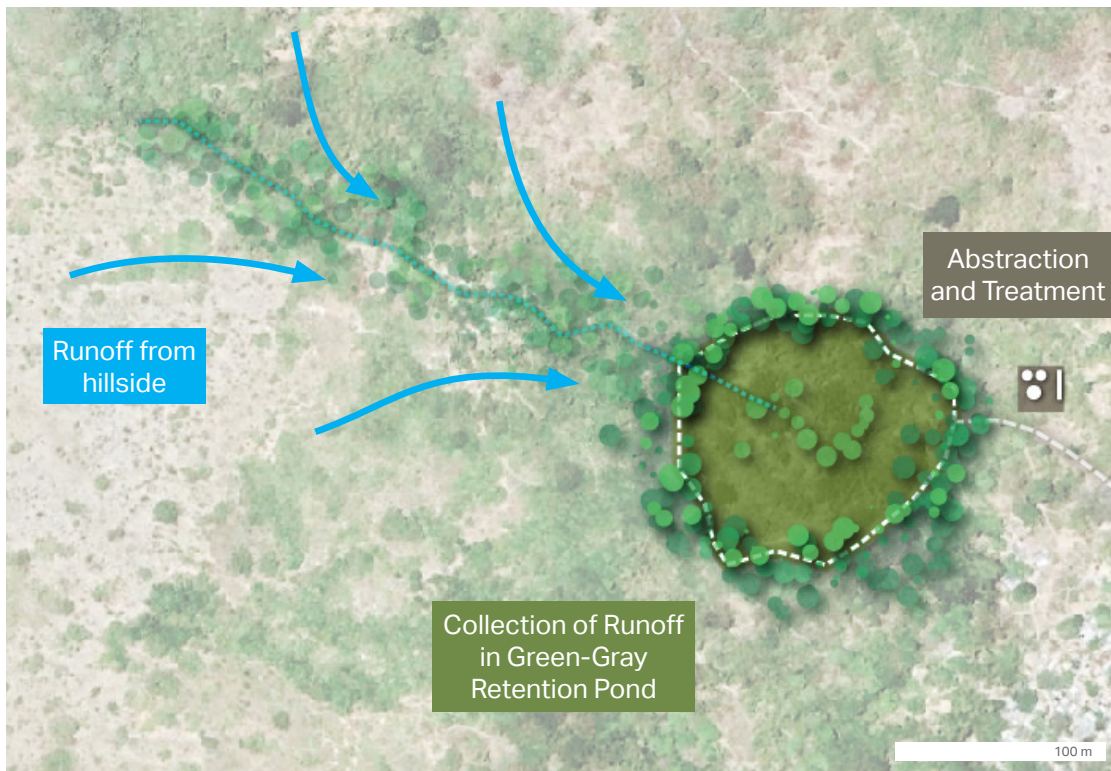 Abstraction
and Treatment
Runoff from
hillside
Collection of Runoff
in Green-Gray
Retention Pond
100 m